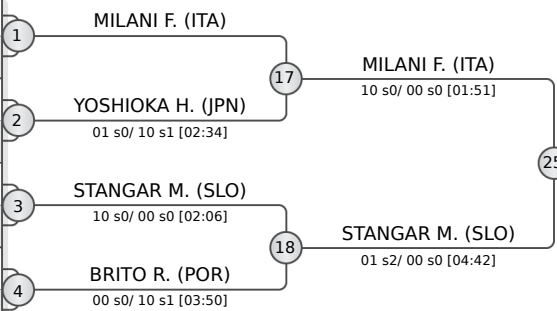 MILANI F. (ITA)
1
17
MILANI F. (ITA)
10 s0/ 00 s0 [01:51]
YOSHIOKA H. (JPN)
2
01 s0/ 10 s1 [02:34]
25
STANGAR M. (SLO)
3
10 s0/ 00 s0 [02:06]
18
STANGAR M. (SLO)
01 s2/ 00 s0 [04:42]
BRITO R. (POR)
4
00 s0/ 10 s1 [03:50]